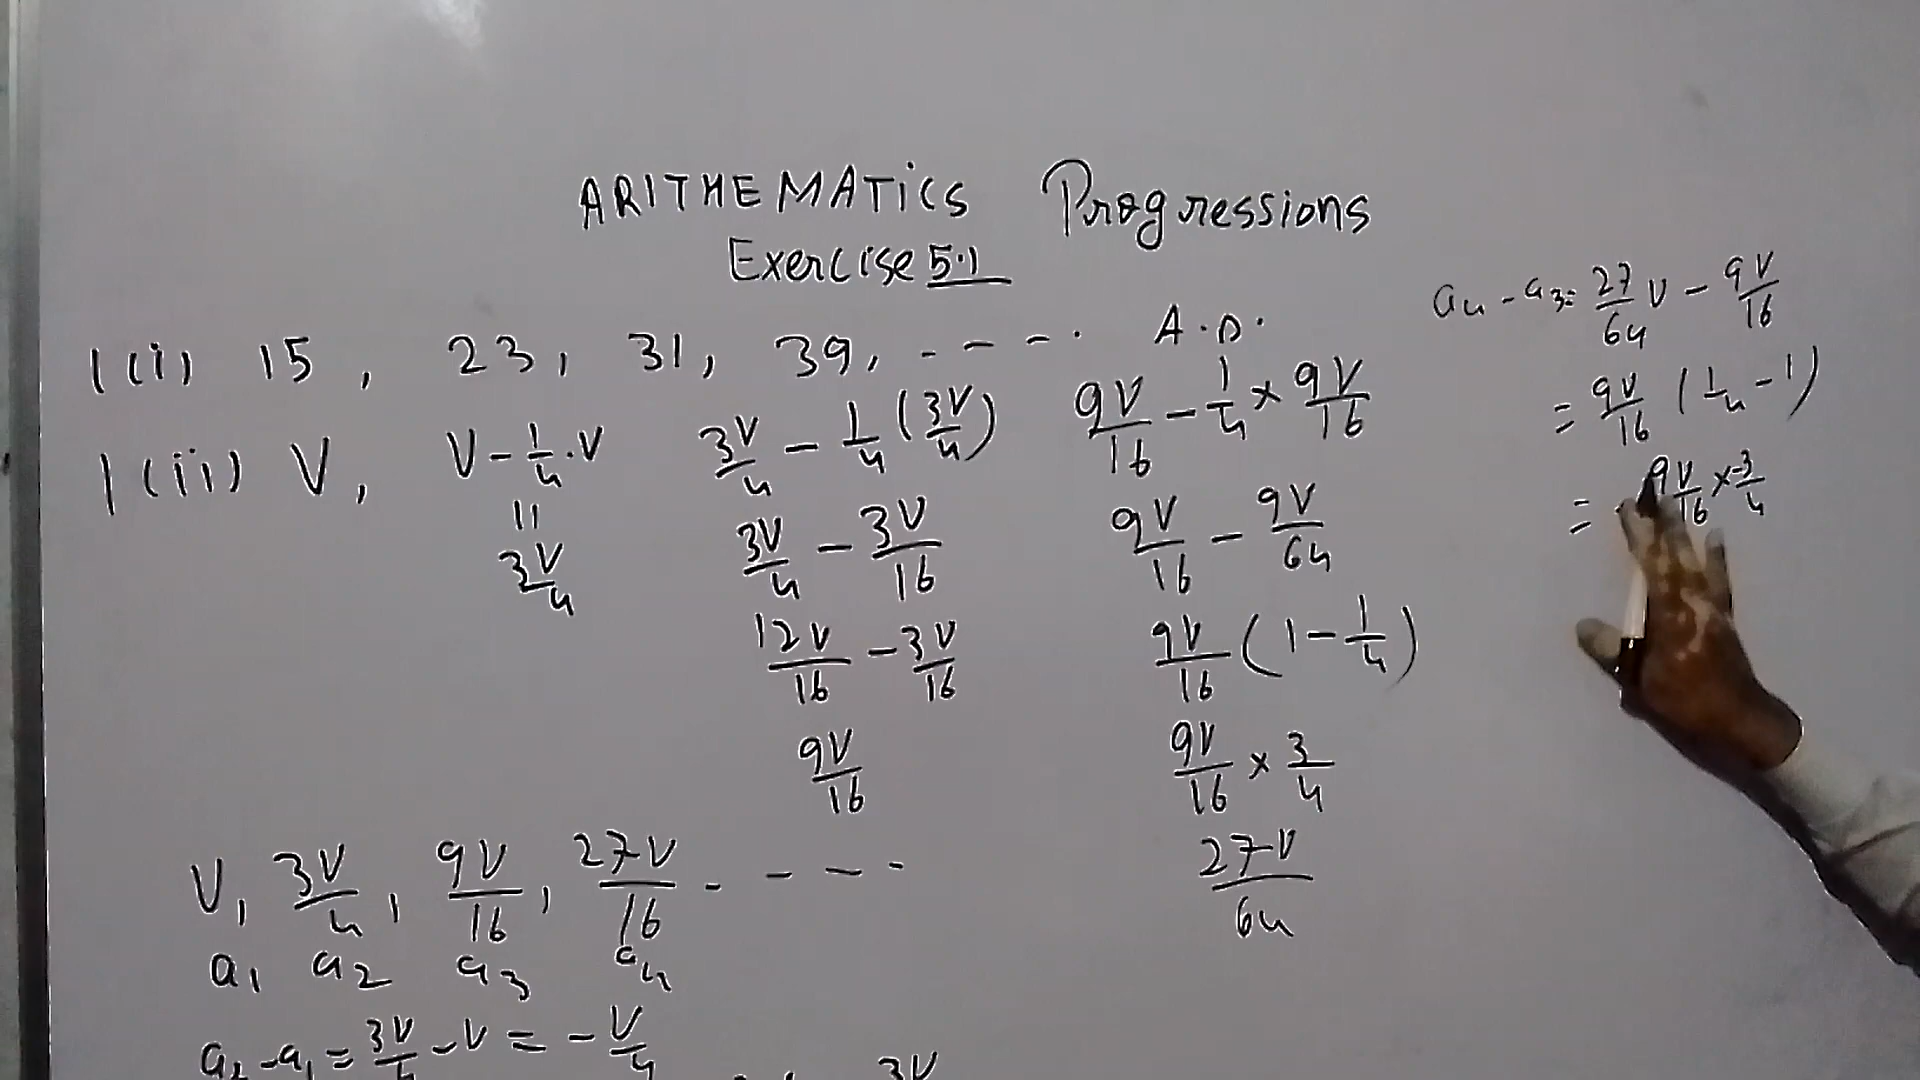 ARITHEMATiCS Progressions
Exercise 5.1
1(i) 15, 23, 31, 39, - - - . A.P.
1(ii) V, V - 1/4 . V 3V/4 - 1/4 (3V/4) 9V/16 - 1/4 × 9V/16
= 3V/4 3V/4 - 3V/16 9V/16 - 9V/64
12V/16 - 3V/16 9V/16 (1 - 1/4)
9V/16 9V/16 × 3/4
27V/64
V, 3V/4, 9V/16, 27V/16 - - - -
a1 a2 a3 a4
a2 - a1 = 3V/4 - V = - V/4
3V
a4 - a3 = 27/64 V - 9V/16
= 9V/16 (1/4 - 1)
= 9V/16 × -3/4